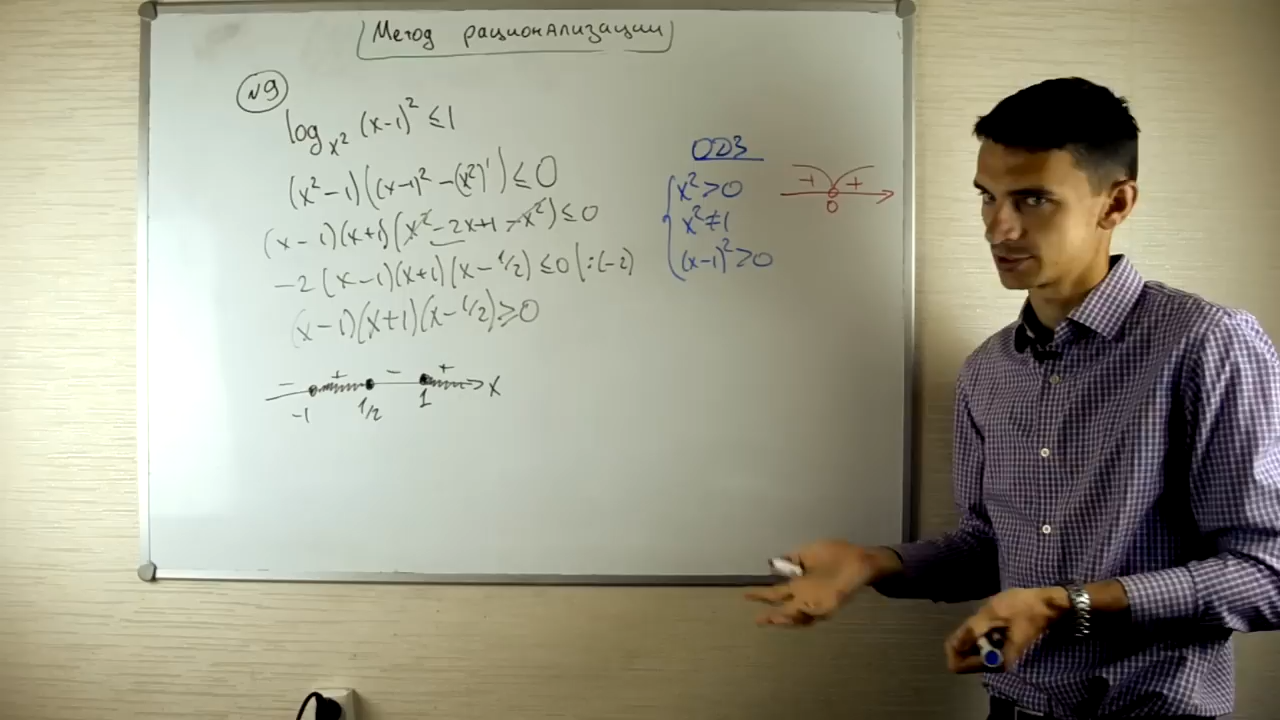 Метод рационализации
№9
log_{x²} (x-1)² ≤ 1
(x² - 1)((x-1)² - (x²)¹) ≤ 0
(x - 1)(x+1)(x² - 2x+1 - x²) ≤ 0
-2(x-1)(x+1)(x - 1/2) ≤ 0 |:(-2)
(x-1)(x+1)(x-1/2) ≥ 0
- + - +
-1 1/2 1 x
ОДЗ
x² > 0
x² ≠ 1
(x-1)² > 0
+ +
0